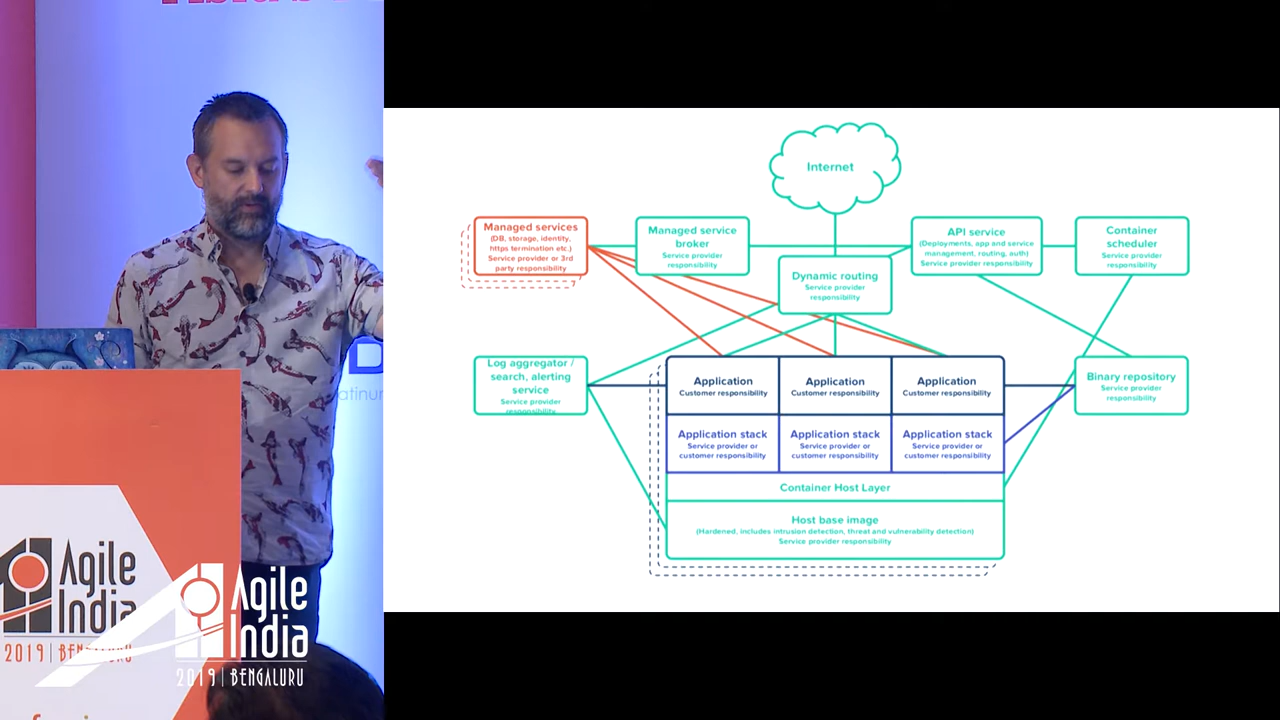 Internet
Managed services
(DB, storage, identity,
https termination etc.)
Service provider or 3rd
party responsibility
Managed service
broker
Service provider
responsibility
API service
(Deployments, app and service
management, routing, auth)
Service provider responsibility
Container
scheduler
Service provider
responsibility
Dynamic routing
Service provider
responsibility
Log aggregator /
search, alerting
service
Service provider
responsibility
Application
Customer responsibility
Application
Customer responsibility
Application
Customer responsibility
Binary repository
Service provider
responsibility
Application stack
Service provider or
customer responsibility
Application stack
Service provider or
customer responsibility
Application stack
Service provider or
customer responsibility
Container Host Layer
Host base image
(Hardened, includes intrusion detection, threat and vulnerability detection)
Service provider responsibility
Agile
India
2019 | BENGALURU
Agile
India
2019 | BENGALURU